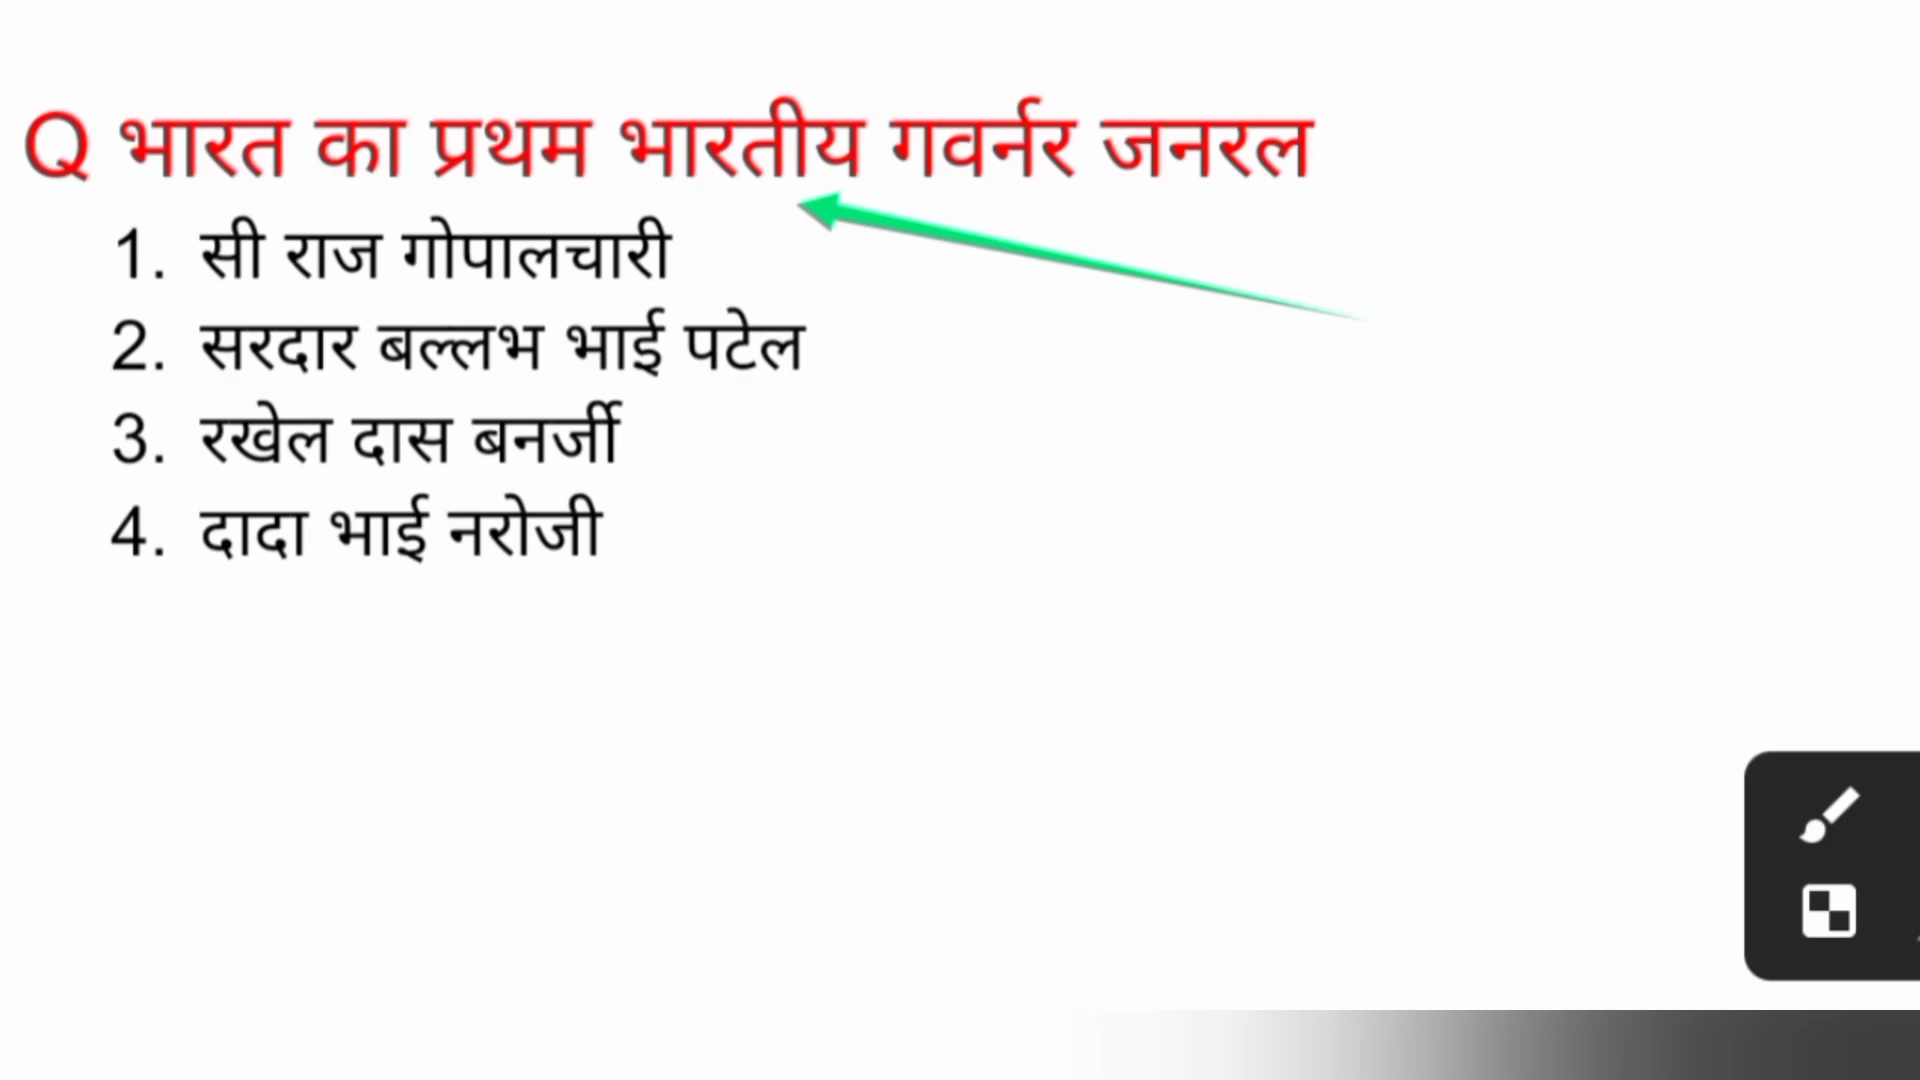 Q भारत का प्रथम भारतीय गवर्नर जनरल
1. सी राज गोपालचारी
2. सरदार बल्लभ भाई पटेल
3. रखेल दास बनर्जी
4. दादा भाई नरोजी